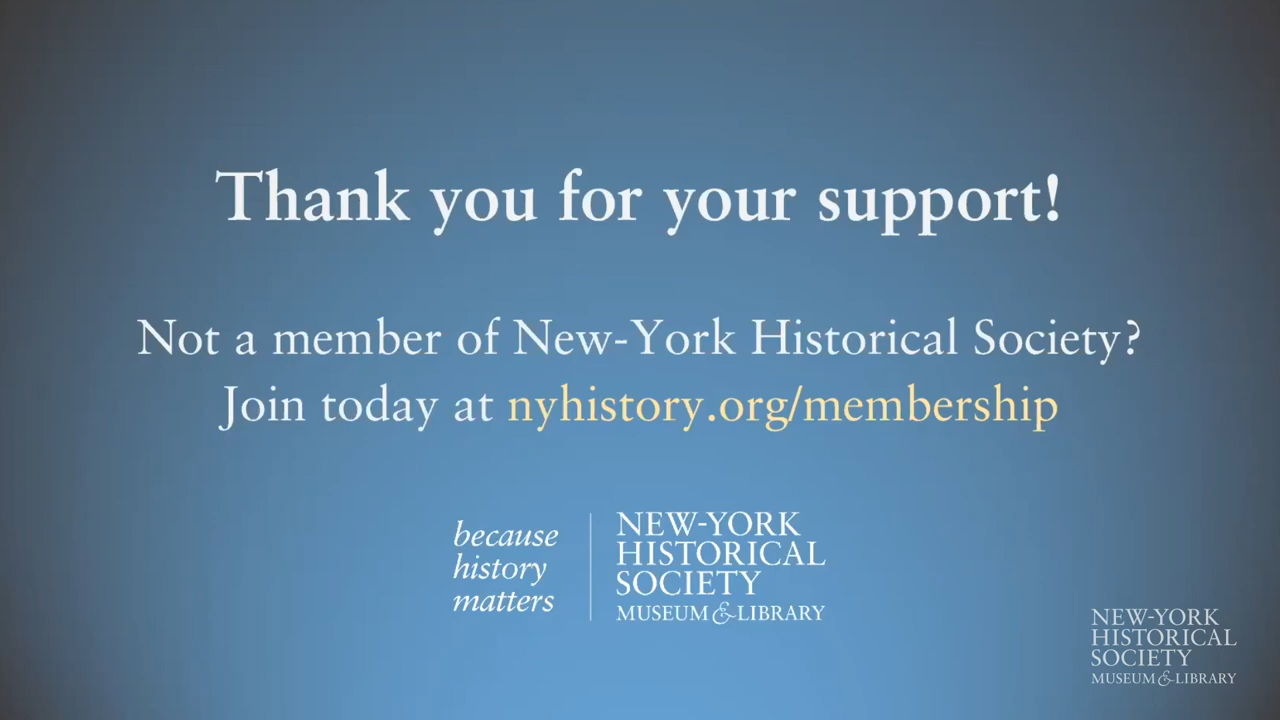 Thank you for your support!
Not a member of New-York Historical Society?
Join today at nyhistory.org/membership
because
history
matters
NEW-YORK
HISTORICAL
SOCIETY
MUSEUM & LIBRARY
NEW-YORK
HISTORICAL
SOCIETY
MUSEUM & LIBRARY